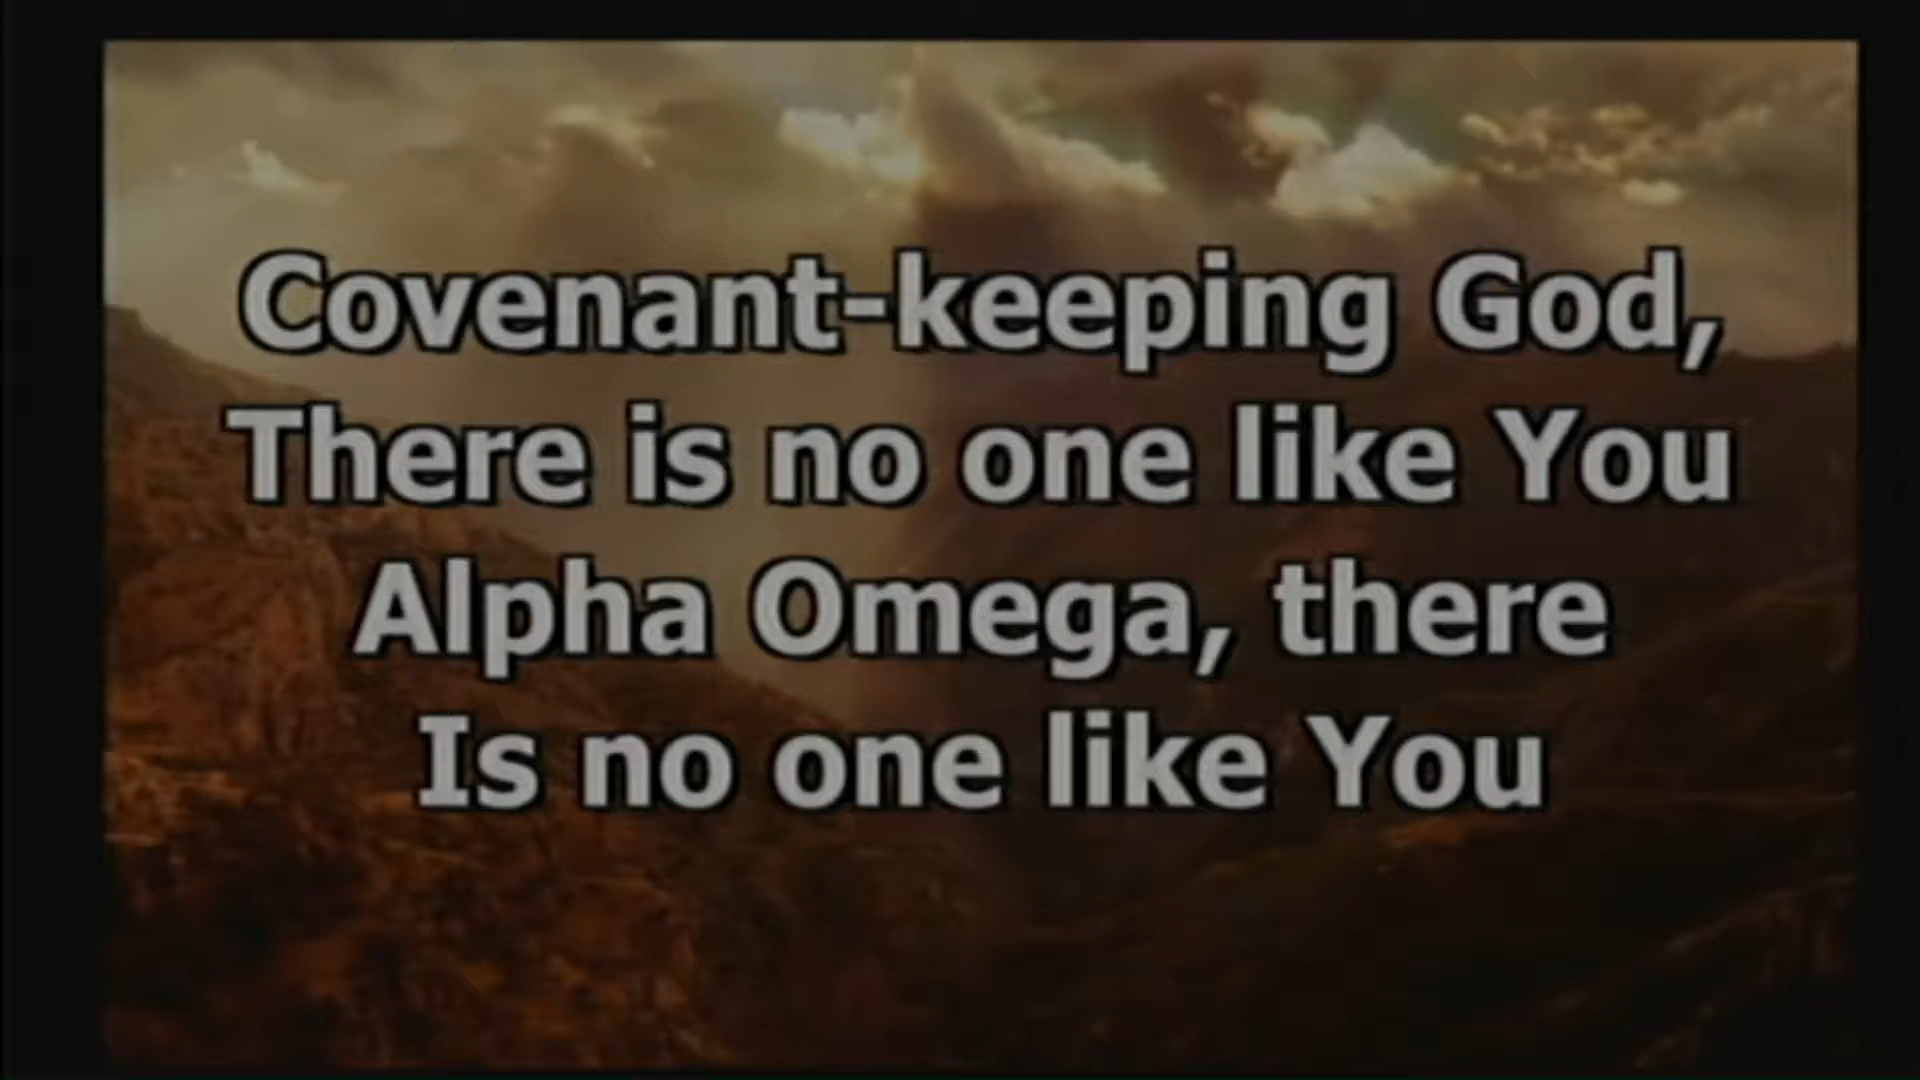 Covenant-keeping God,
There is no one like You
Alpha Omega, there
Is no one like You